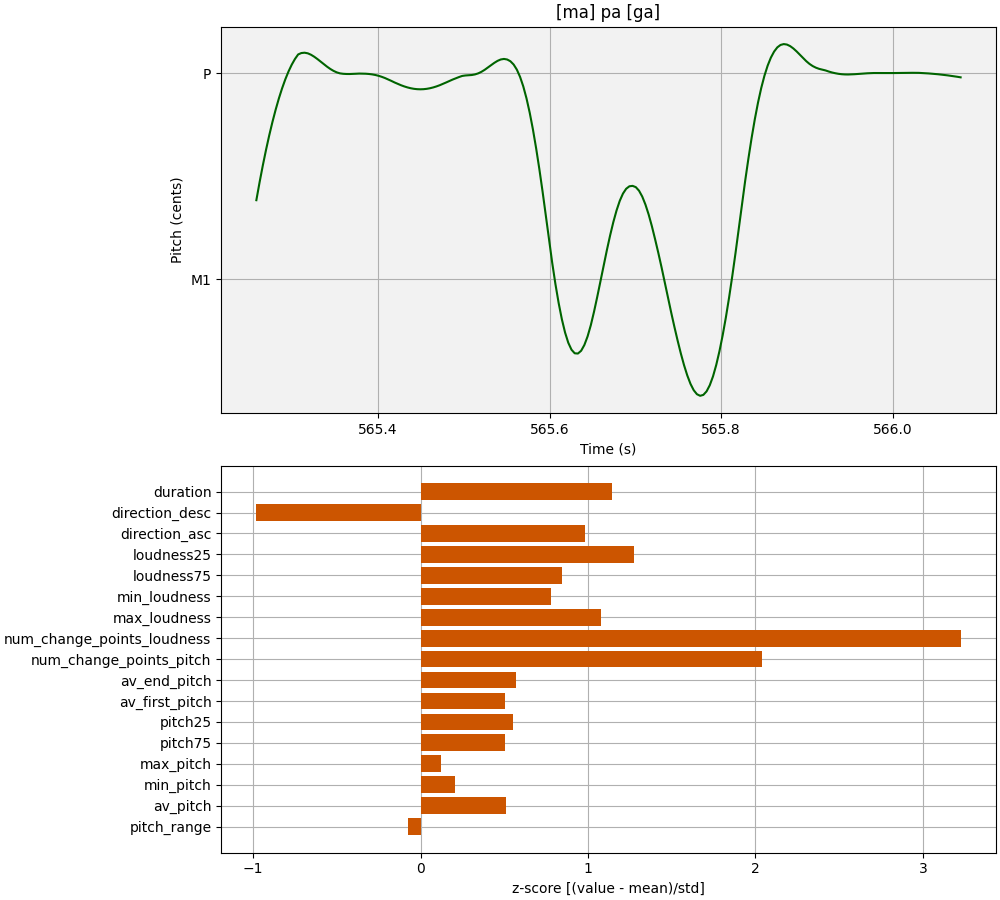 [ma] pa [ga]
P
M1
Pitch (cents)
565.4 565.6 565.8 566.0
Time (s)
duration
direction_desc
direction_asc
loudness25
loudness75
min_loudness
max_loudness
num_change_points_loudness
num_change_points_pitch
av_end_pitch
av_first_pitch
pitch25
pitch75
max_pitch
min_pitch
av_pitch
pitch_range
−1 0 1 2 3
z-score [(value - mean)/std]